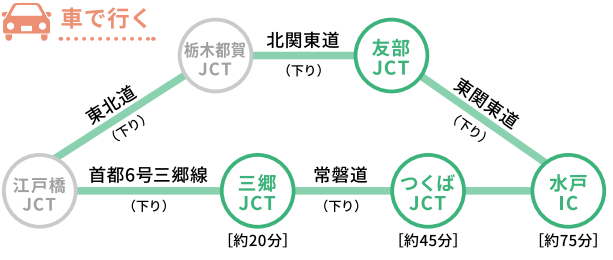 車で行く
栃木都賀
JCT
北関東道
（下り）
友部
JCT
東北道
（下り）
東関東道
（下り）
江戸橋
JCT
首都6号三郷線
（下り）
三郷
JCT
［約20分］
常磐道
（下り）
つくば
JCT
［約45分］
水戸
IC
［約75分］